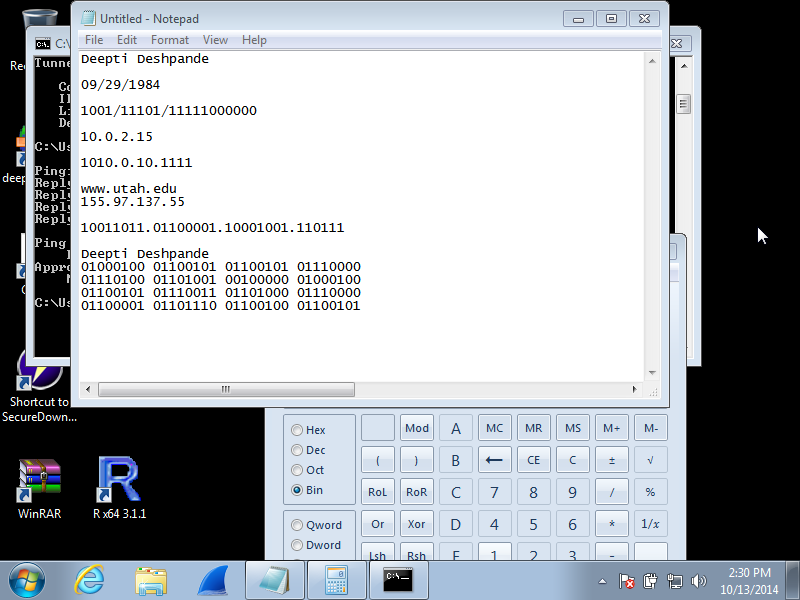 Untitled - Notepad
File Edit Format View Help
Deepti Deshpande
09/29/1984
1001/11101/11111000000
10.0.2.15
1010.0.10.1111
www.utah.edu
155.97.137.55
10011011.01100001.10001001.110111
Deepti Deshpande
01000100 01100101 01100101 01110000
01110100 01101001 00100000 01000100
01100101 01110011 01101000 01110000
01100001 01101110 01100100 01100101
C:\
Tunne
C:\Us
Ping
Reply
Reply
Reply
Reply
Ping
Appro
C:\Us
Re
deep
Shortcut to
SecureDown...
WinRAR
R x64 3.1.1
Hex
Dec
Oct
Bin
Qword
Dword
Mod A MC MR MS M+ M-
( ) B ← CE C ± √
RoL RoR C 7 8 9 / %
Or Xor D 4 5 6 * 1/x
Lsh Rsh E 1 2 3 -
2:30 PM
10/13/2014